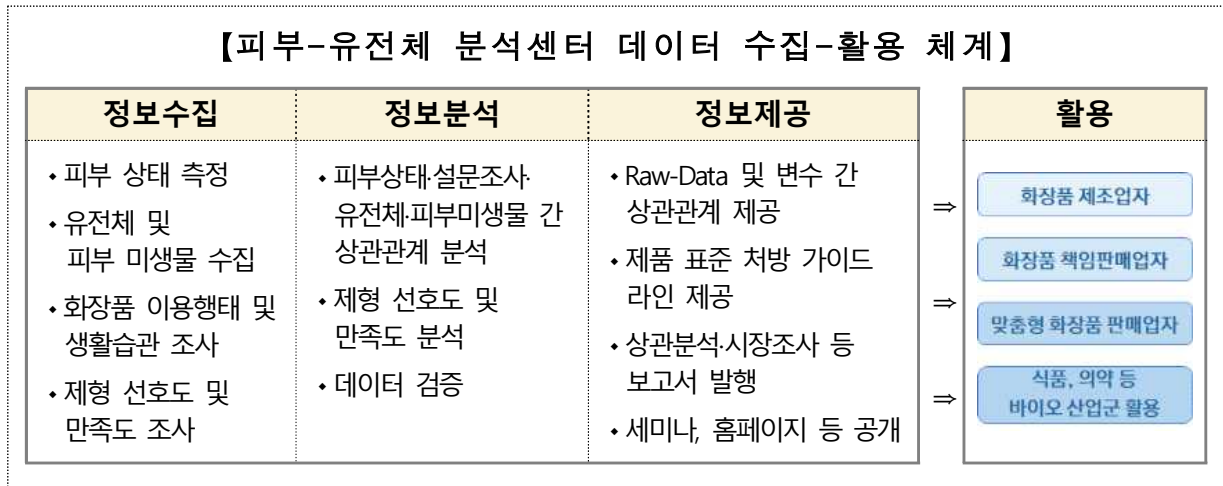 【피부-유전체 분석센터 데이터 수집-활용 체계】
정보수집
정보분석
정보제공
활용
⬩피부 상태 측정
⬩유전체 및
피부 미생물 수집
⬩화장품 이용행태 및
생활습관 조사
⬩제형 선호도 및
만족도 조사
⬩피부상태·설문조사·
유전체·피부미생물 간
상관관계 분석
⬩제형 선호도 및
만족도 분석
⬩데이터 검증
⬩Raw-Data 및 변수 간
상관관계 제공
⬩제품 표준 처방 가이드
라인 제공
⬩상관분석·시장조사 등
보고서 발행
⬩세미나, 홈페이지 등 공개
⇒
⇒
⇒
화장품 제조업자
화장품 책임판매업자
맞춤형 화장품 판매업자
식품, 의약 등
바이오 산업군 활용